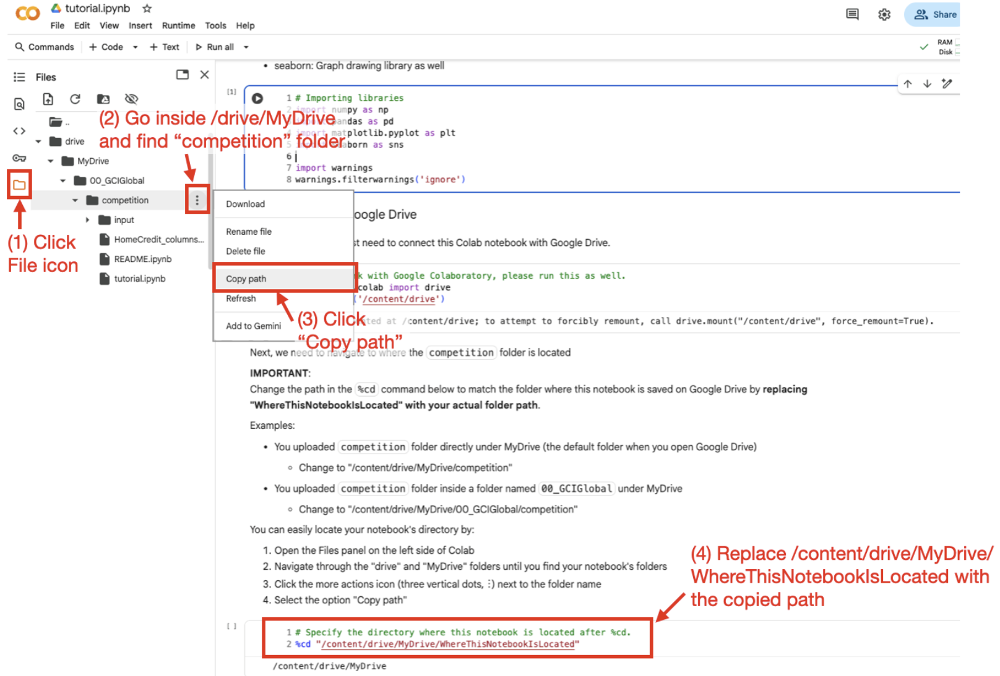 tutorial.ipynb
File Edit View Insert Runtime Tools Help
Share
Commands + Code + Text Run all
RAM
Disk
Files
..
drive
MyDrive
00_GCIGlobal
competition
input
HomeCredit_columns...
README.ipynb
tutorial.ipynb
(1) Click
File icon
(2) Go inside /drive/MyDrive
and find “competition” folder
Download
Rename file
Delete file
Copy path
Refresh
Add to Gemini
(3) Click
“Copy path”
• seaborn: Graph drawing library as well
[1]
1 # Importing libraries
2 import numpy as np
import pandas as pd
4 import matplotlib.pyplot as plt
5 import seaborn as sns
6
7 import warnings
8 warnings.filterwarnings('ignore')
oogle Drive
st need to connect this Colab notebook with Google Drive.
k with Google Colaboratory, please run this as well.
colab import drive
('/content/drive')
ted at /content/drive; to attempt to forcibly remount, call drive.mount("/content/drive", force_remount=True).
Next, we need to navigate to where the competition folder is located
IMPORTANT:
Change the path in the %cd command below to match the folder where this notebook is saved on Google Drive by replacing
"WhereThisNotebookIsLocated" with your actual folder path.
Examples:
• You uploaded competition folder directly under MyDrive (the default folder when you open Google Drive)
◦ Change to "/content/drive/MyDrive/competition"
• You uploaded competition folder inside a folder named 00_GCIGlobal under MyDrive
◦ Change to "/content/drive/MyDrive/00_GCIGlobal/competition"
You can easily locate your notebook's directory by:
1. Open the Files panel on the left side of Colab
2. Navigate through the "drive" and "MyDrive" folders until you find your notebook's folders
3. Click the more actions icon (three vertical dots, ⋮) next to the folder name
4. Select the option "Copy path"
(4) Replace /content/drive/MyDrive/
WhereThisNotebookIsLocated with
the copied path
[ ]
1 # Specify the directory where this notebook is located after %cd.
2 %cd "/content/drive/MyDrive/WhereThisNotebookIsLocated"
/content/drive/MyDrive